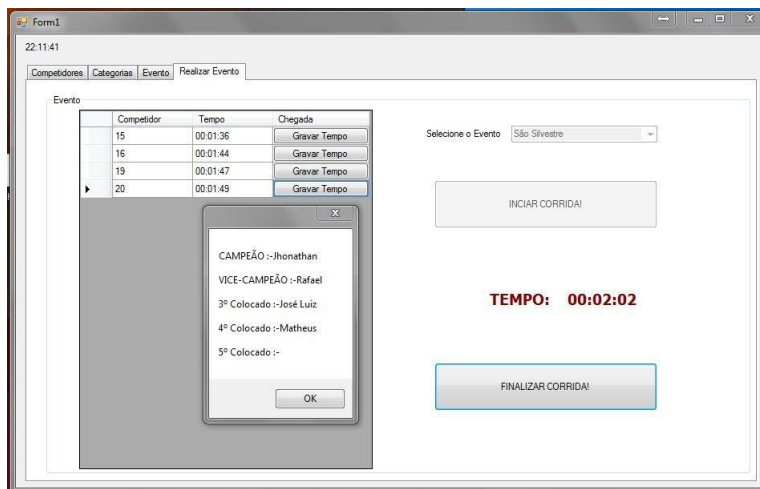 Form1
22:11:41
Competidores Categorias Evento Realizar Evento
Evento
Competidor Tempo Chegada
15 00:01:36 Gravar Tempo
16 00:01:44 Gravar Tempo
19 00:01:47 Gravar Tempo
20 00:01:49 Gravar Tempo
Selecione o Evento São Silvestre
INCIAR CORRIDA!
CAMPEÃO :-Jhonathan
VICE-CAMPEÃO :-Rafael
3º Colocado :-José Luiz
4º Colocado :-Matheus
5º Colocado :-
OK
TEMPO: 00:02:02
FINALIZAR CORRIDA!